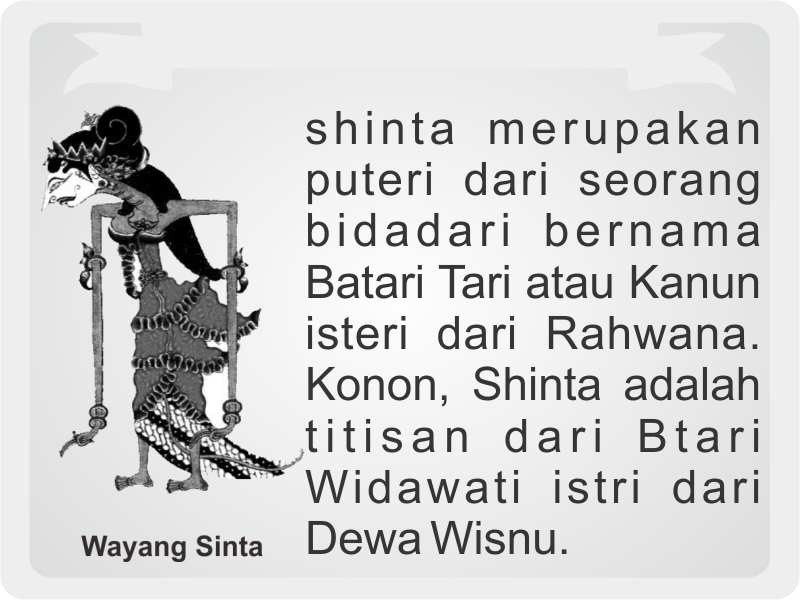 shinta merupakan
puteri dari seorang
bidadari bernama
Batari Tari atau Kanun
isteri dari Rahwana.
Konon, Shinta adalah
titisan dari Btari
Widawati istri dari
Dewa Wisnu.
Wayang Sinta